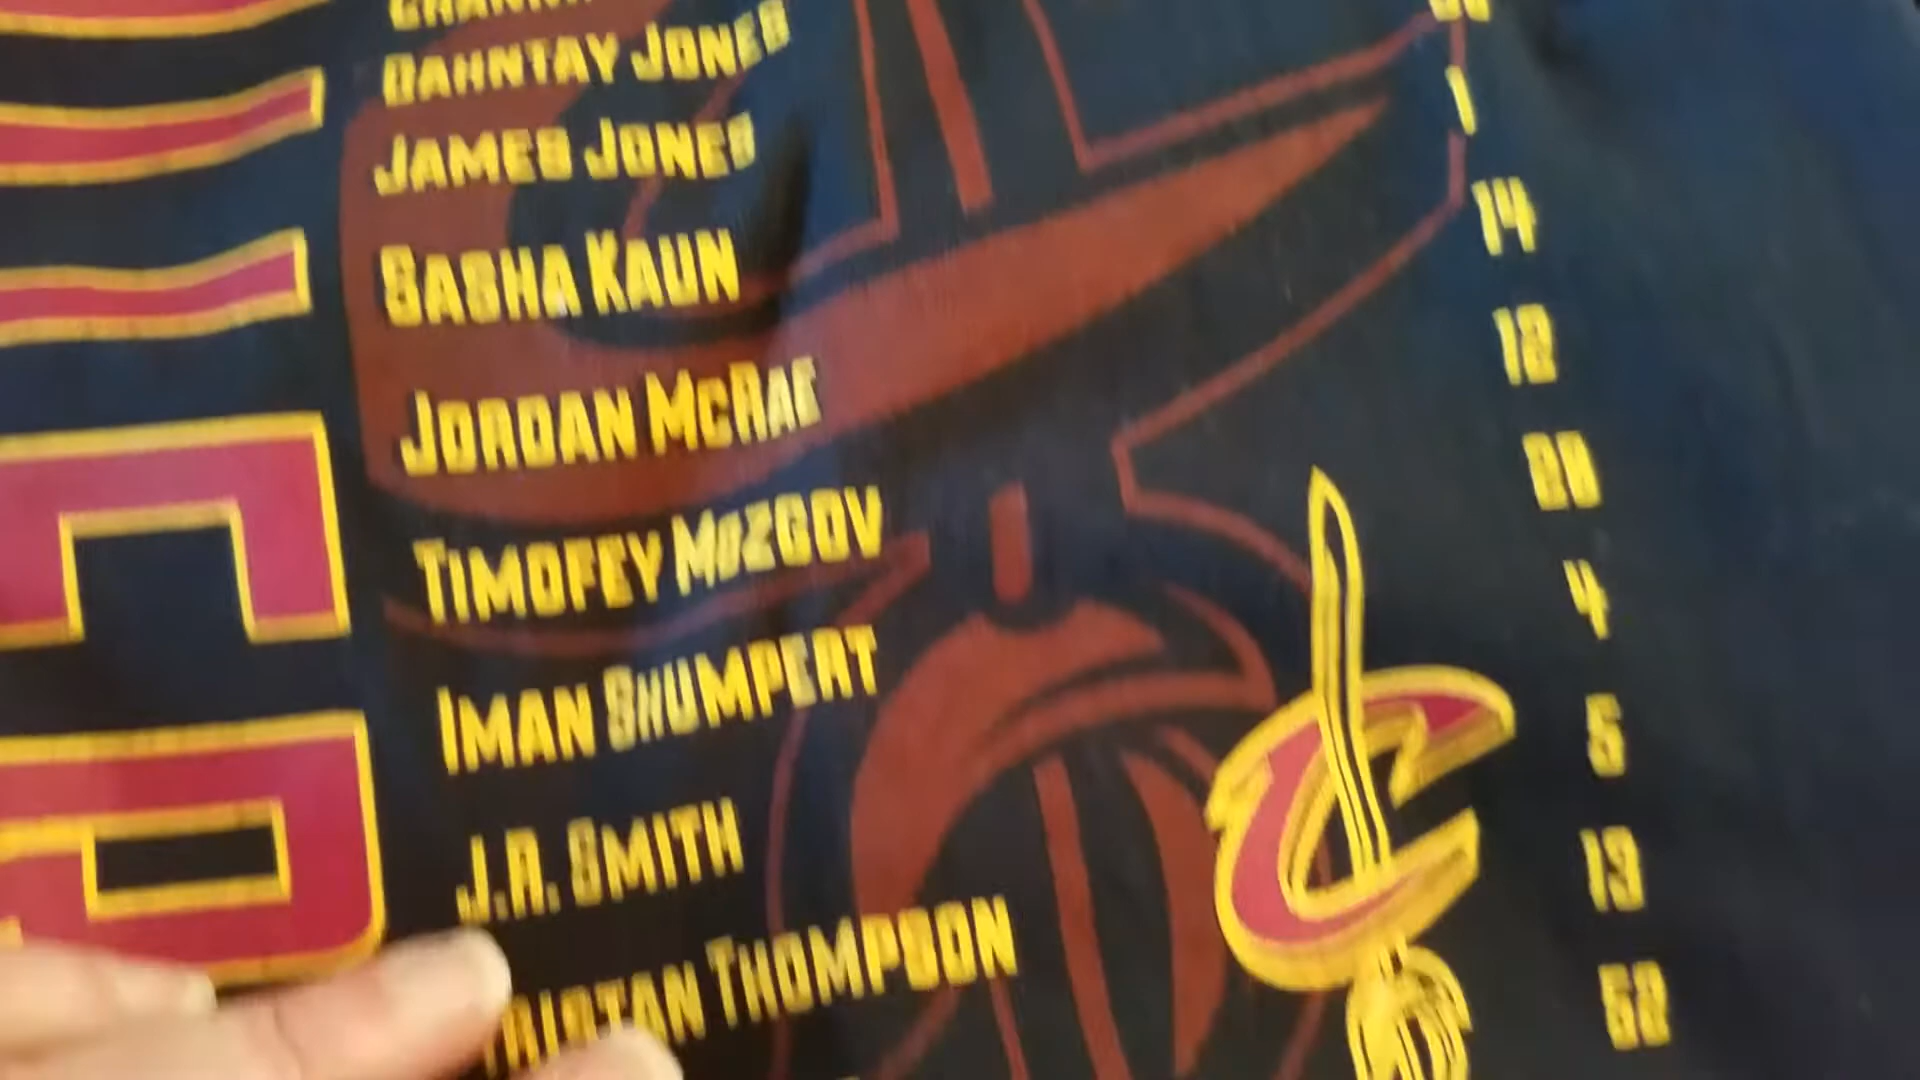 DAHNTAY JONES
JAMES JONES 1
SASHA KAUN 14
JORDAN MCRAE 12
TIMOFEY MOZGOV 20
IMAN SHUMPERT 4
J.R. SMITH 5
TRISTAN THOMPSON 13
52